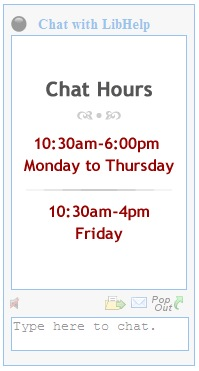 Chat with LibHelp
Chat Hours
10:30am-6:00pm
Monday to Thursday
10:30am-4pm
Friday
Pop
Out
Type here to chat.